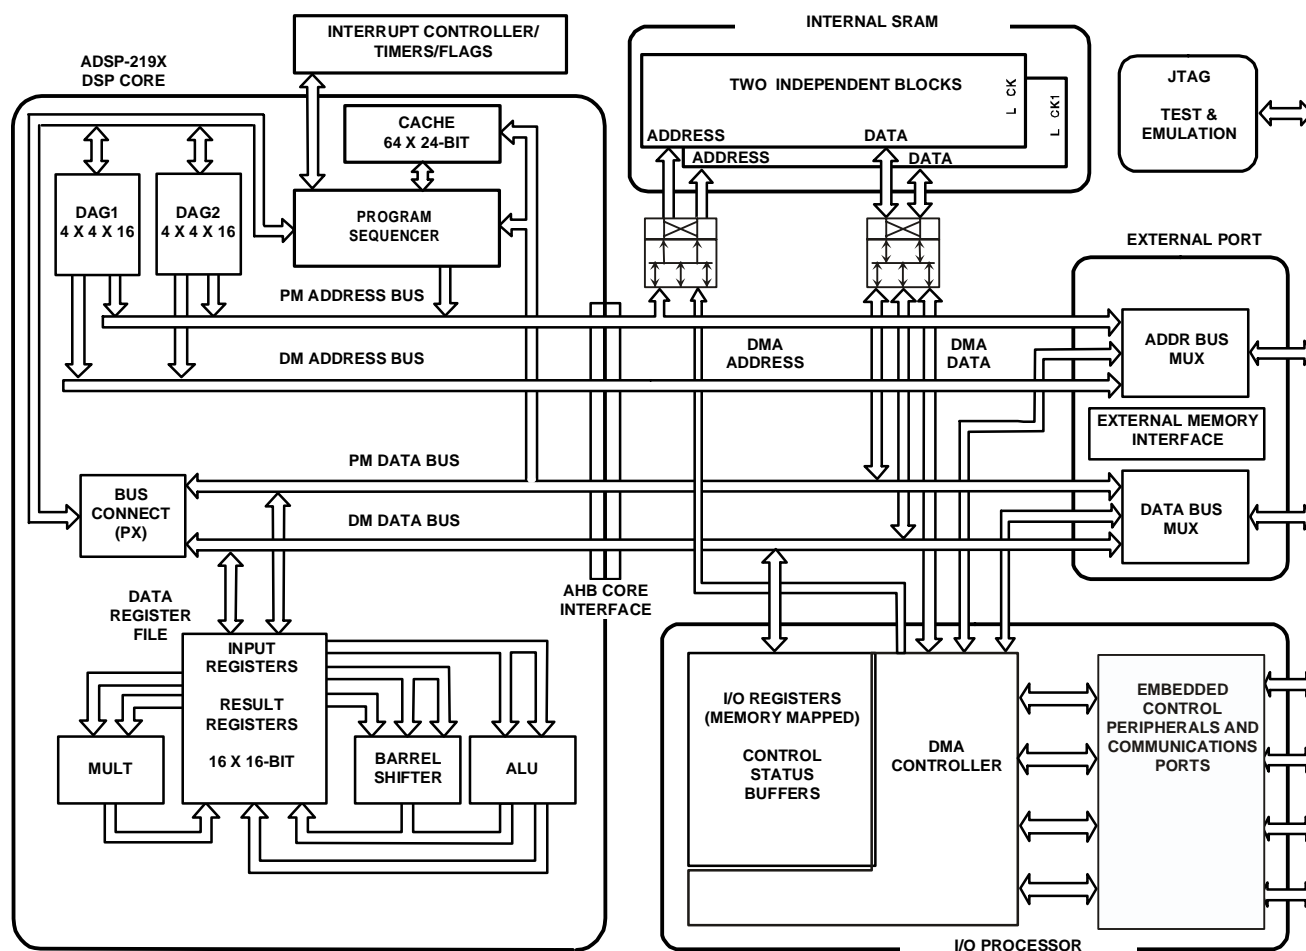 INTERNAL SRAM
INTERRUPT CONTROLLER/
TIMERS/FLAGS
ADSP-219X
DSP CORE
TWO INDEPENDENT BLOCKS
JTAG
TEST &
EMULATION
CACHE
64 X 24-BIT
ADDRESS
DATA
ADDRESS
DATA
DAG1
4 X 4 X 16
DAG2
4 X 4 X 16
PROGRAM
SEQUENCER
EXTERNAL PORT
PM ADDRESS BUS
DM ADDRESS BUS
DMA
ADDRESS
DMA
DATA
ADDR BUS
MUX
EXTERNAL MEMORY
INTERFACE
PM DATA BUS
BUS
CONNECT
(PX)
DM DATA BUS
DATA BUS
MUX
AHB CORE
INTERFACE
DATA
REGISTER
FILE
INPUT
REGISTERS
RESULT
REGISTERS
16 X 16-BIT
MULT
BARREL
SHIFTER
ALU
I/O REGISTERS
(MEMORY MAPPED)
CONTROL
STATUS
BUFFERS
DMA
CONTROLLER
EMBEDDED
CONTROL
PERIPHERALS AND
COMMUNICATIONS
PORTS
I/O PROCESSOR